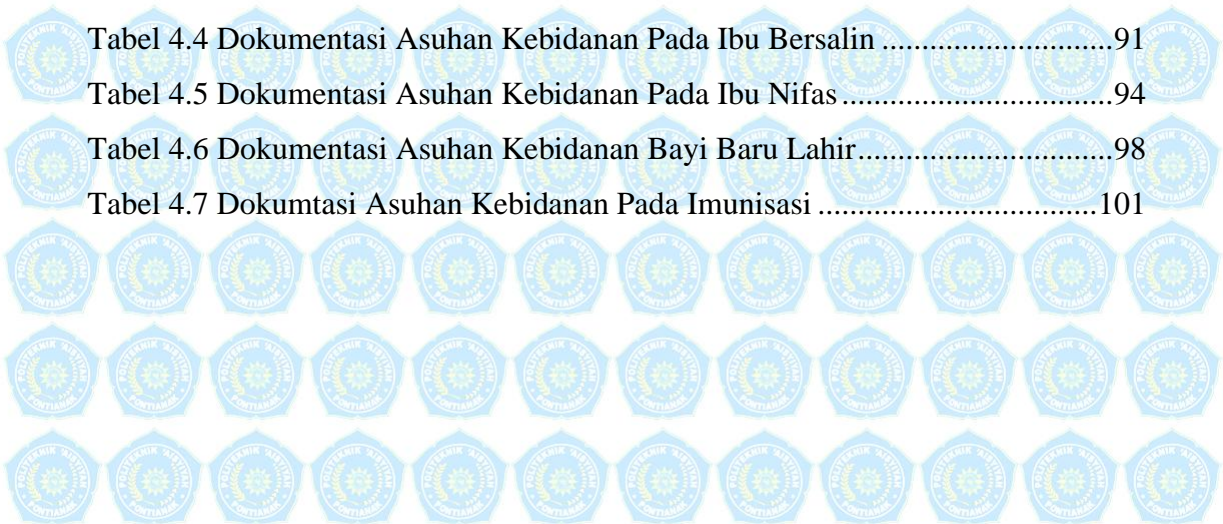 Tabel 4.4 Dokumentasi Asuhan Kebidanan Pada Ibu Bersalin .............................91
Tabel 4.5 Dokumentasi Asuhan Kebidanan Pada Ibu Nifas ..................................94
Tabel 4.6 Dokumentasi Asuhan Kebidanan Bayi Baru Lahir................................98
Tabel 4.7 Dokumtasi Asuhan Kebidanan Pada Imunisasi ...................................101